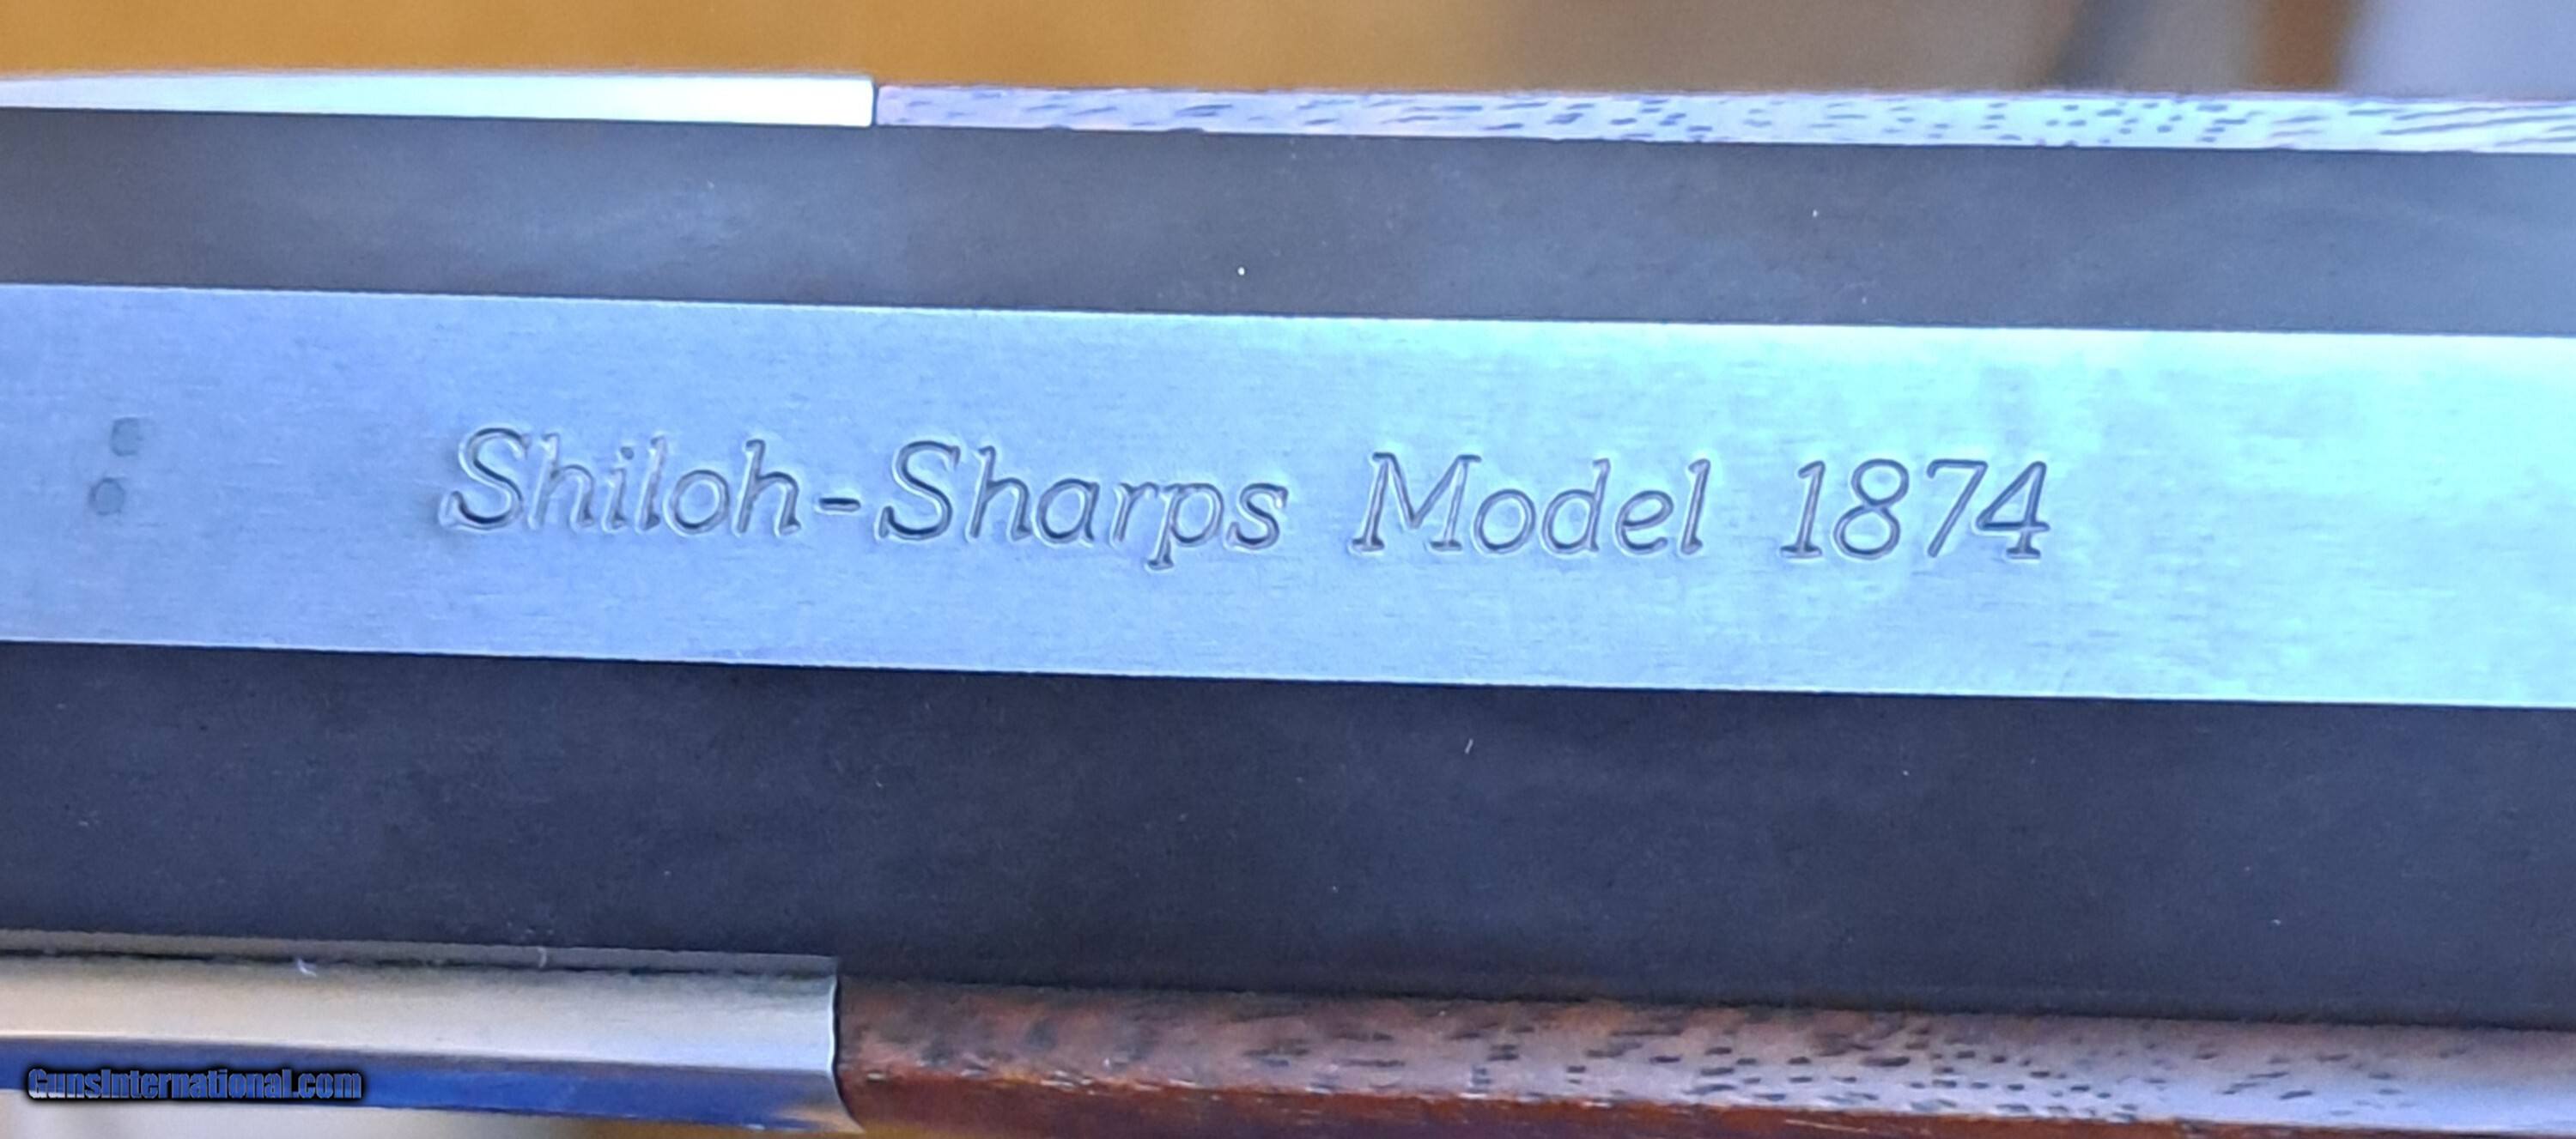 Shiloh-Sharps Model 1874
GunsInternational.com